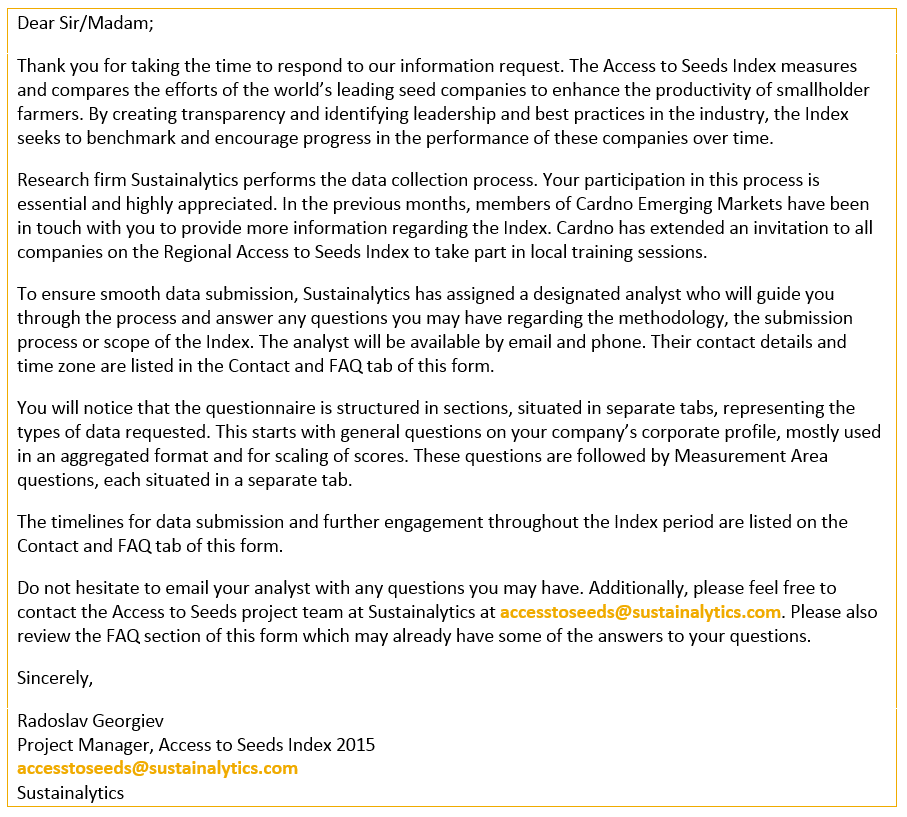 Dear Sir/Madam;
Thank you for taking the time to respond to our information request. The Access to Seeds Index measures
and compares the efforts of the world’s leading seed companies to enhance the productivity of smallholder
farmers. By creating transparency and identifying leadership and best practices in the industry, the Index
seeks to benchmark and encourage progress in the performance of these companies over time.
Research firm Sustainalytics performs the data collection process. Your participation in this process is
essential and highly appreciated. In the previous months, members of Cardno Emerging Markets have been
in touch with you to provide more information regarding the Index. Cardno has extended an invitation to all
companies on the Regional Access to Seeds Index to take part in local training sessions.
To ensure smooth data submission, Sustainalytics has assigned a designated analyst who will guide you
through the process and answer any questions you may have regarding the methodology, the submission
process or scope of the Index. The analyst will be available by email and phone. Their contact details and
time zone are listed in the Contact and FAQ tab of this form.
You will notice that the questionnaire is structured in sections, situated in separate tabs, representing the
types of data requested. This starts with general questions on your company’s corporate profile, mostly used
in an aggregated format and for scaling of scores. These questions are followed by Measurement Area
questions, each situated in a separate tab.
The timelines for data submission and further engagement throughout the Index period are listed on the
Contact and FAQ tab of this form.
Do not hesitate to email your analyst with any questions you may have. Additionally, please feel free to
contact the Access to Seeds project team at Sustainalytics at accesstoseeds@sustainalytics.com. Please also
review the FAQ section of this form which may already have some of the answers to your questions.
Sincerely,
Radoslav Georgiev
Project Manager, Access to Seeds Index 2015
accesstoseeds@sustainalytics.com
Sustainalytics